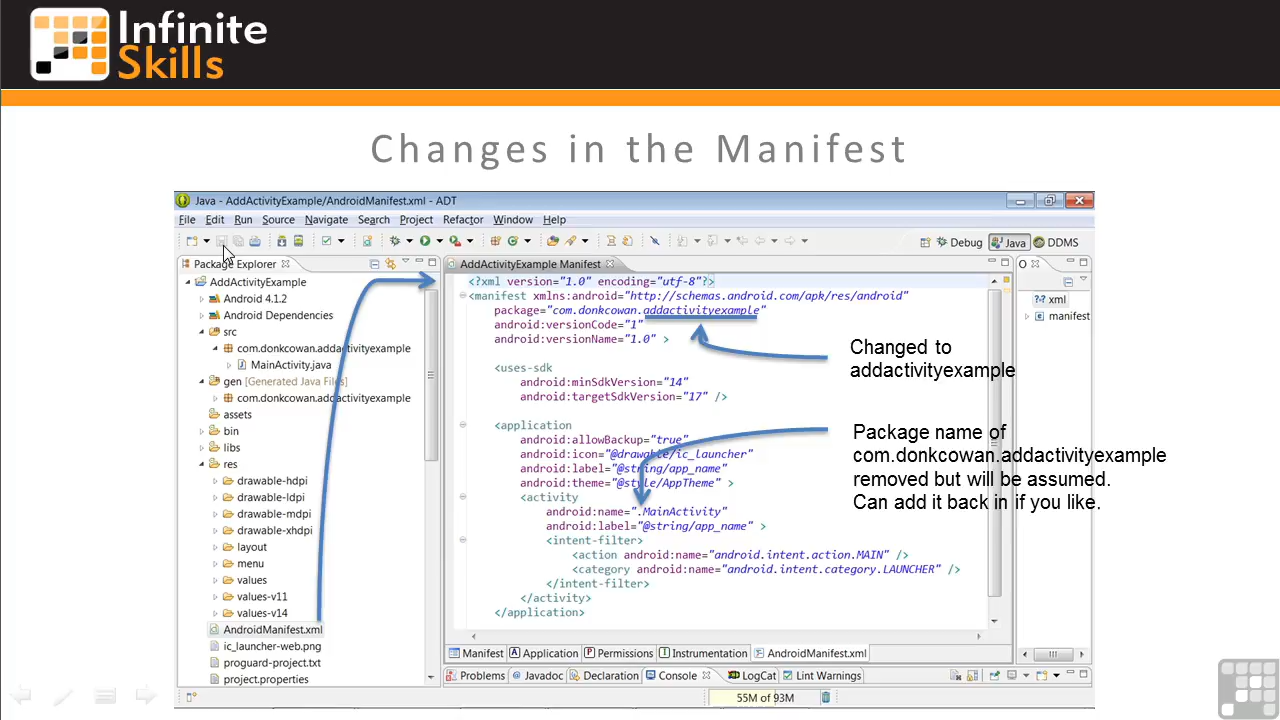 Infinite
Skills
Changes in the Manifest
Java - AddActivityExample/AndroidManifest.xml - ADT
File Edit Run Source Navigate Search Project Refactor Window Help
Debug Java DDMS
Package Explorer
AddActivityExample Manifest
O
AddActivityExample
Android 4.1.2
Android Dependencies
src
com.donkcowan.addactivityexample
MainActivity.java
gen [Generated Java Files]
com.donkcowan.addactivityexample
assets
bin
libs
res
drawable-hdpi
drawable-ldpi
drawable-mdpi
drawable-xhdpi
layout
menu
values
values-v11
values-v14
AndroidManifest.xml
ic_launcher-web.png
proguard-project.txt
project.properties
<?xml version="1.0" encoding="utf-8"?>
<manifest xmlns:android="http://schemas.android.com/apk/res/android"
package="com.donkcowan.addactivityexample"
android:versionCode="1"
android:versionName="1.0" >
<uses-sdk
android:minSdkVersion="14"
android:targetSdkVersion="17" />
<application
android:allowBackup="true"
android:icon="@drawable/ic_launcher"
android:label="@string/app_name"
android:theme="@style/AppTheme" >
<activity
android:name=".MainActivity"
android:label="@string/app_name" >
<intent-filter>
<action android:name="android.intent.action.MAIN" />
<category android:name="android.intent.category.LAUNCHER" />
</intent-filter>
</activity>
</application>
Changed to
addactivityexample
Package name of
com.donkcowan.addactivityexample
removed but will be assumed.
Can add it back in if you like.
?-? xml
manifest
Manifest Application Permissions Instrumentation AndroidManifest.xml
Problems Javadoc Declaration Console LogCat Lint Warnings
55M of 93M